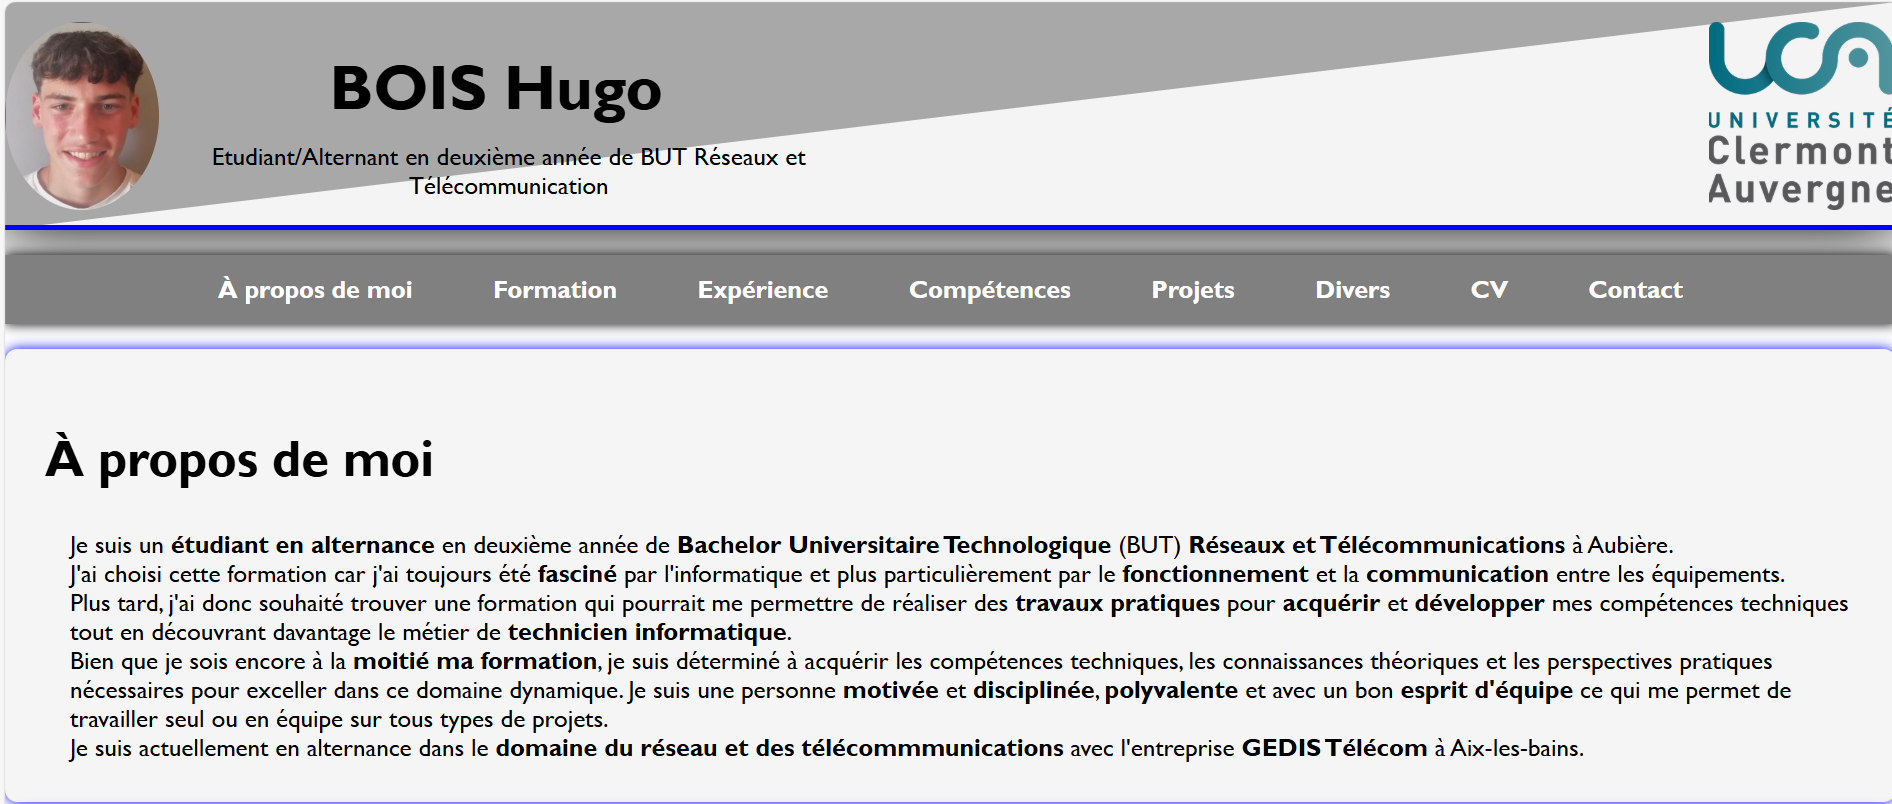 BOIS Hugo
Etudiant/Alternant en deuxième année de BUT Réseaux et
Télécommunication
UCA
UNIVERSITÉ
Clermont
Auvergne
À propos de moi Formation Expérience Compétences Projets Divers CV Contact
À propos de moi
Je suis un étudiant en alternance en deuxième année de Bachelor Universitaire Technologique (BUT) Réseaux et Télécommunications à Aubière.
J'ai choisi cette formation car j'ai toujours été fasciné par l'informatique et plus particulièrement par le fonctionnement et la communication entre les équipements.
Plus tard, j'ai donc souhaité trouver une formation qui pourrait me permettre de réaliser des travaux pratiques pour acquérir et développer mes compétences techniques
tout en découvrant davantage le métier de technicien informatique.
Bien que je sois encore à la moitié ma formation, je suis déterminé à acquérir les compétences techniques, les connaissances théoriques et les perspectives pratiques
nécessaires pour exceller dans ce domaine dynamique. Je suis une personne motivée et disciplinée, polyvalente et avec un bon esprit d'équipe ce qui me permet de
travailler seul ou en équipe sur tous types de projets.
Je suis actuellement en alternance dans le domaine du réseau et des télécommmunications avec l'entreprise GEDIS Télécom à Aix-les-bains.